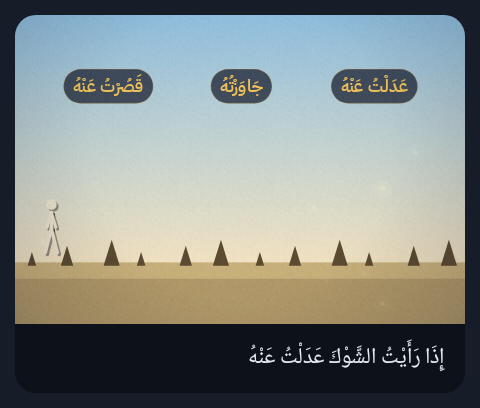 عَدَلْتُ عَنْهُ
جَاوَزْتُهُ
قَصُرْتُ عَنْهُ
إِذَا رَأَيْتُ الشَّوْكَ عَدَلْتُ عَنْهُ